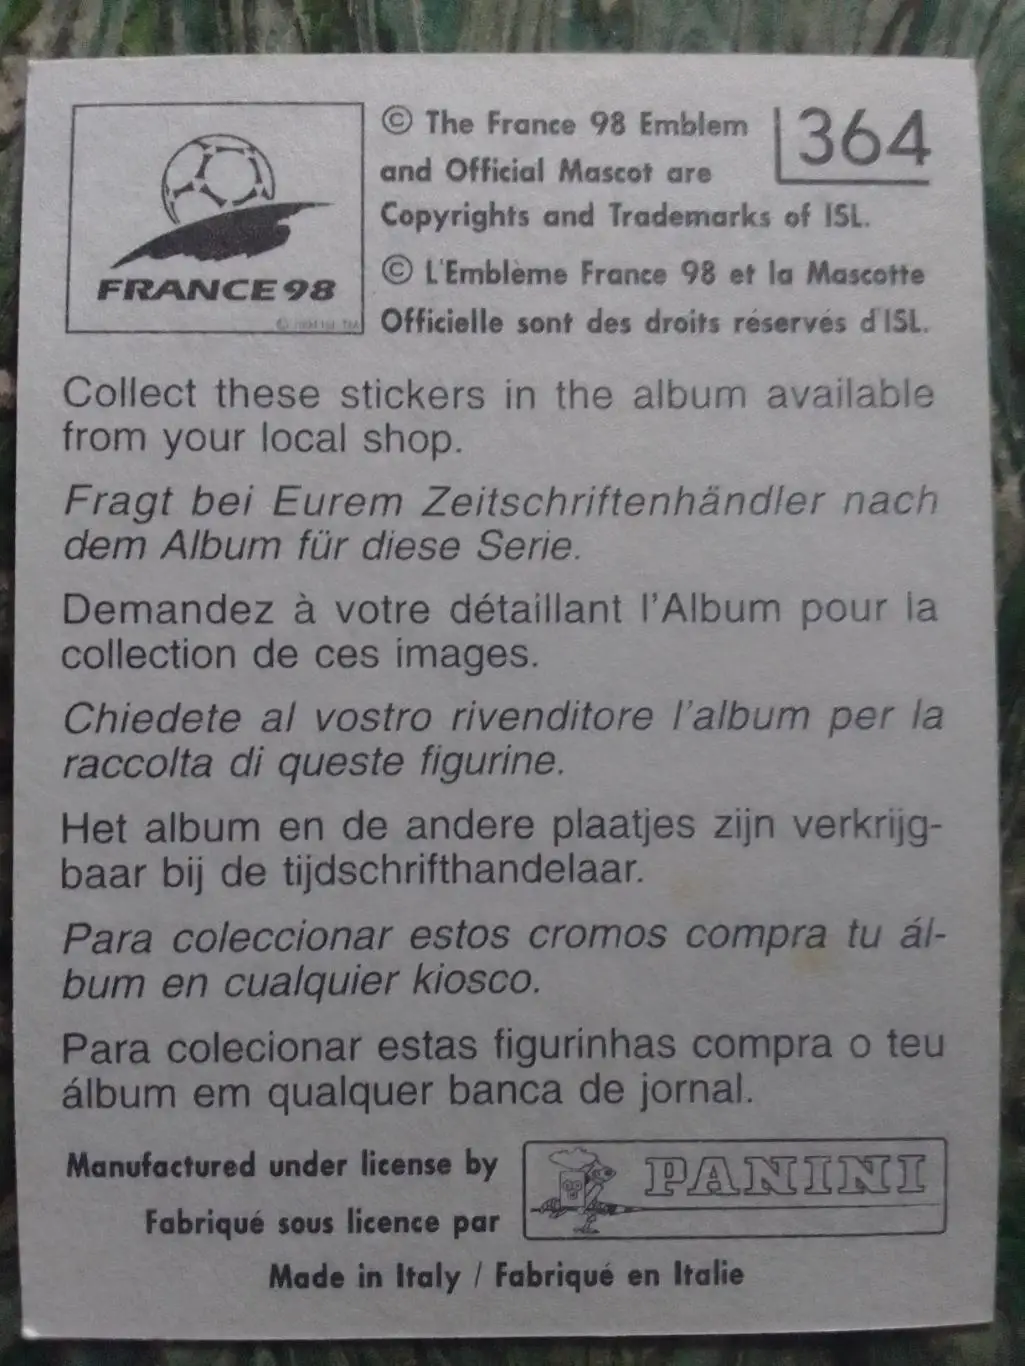 © The France 98 Emblem
364
and Official Mascot are
Copyrights and Trademarks of ISL.
© L'Emblème France 98 et la Mascotte
Officielle sont des droits réservés d'ISL.
FRANCE 98
Collect these stickers in the album available
from your local shop.
Fragt bei Eurem Zeitschriftenhändler nach
dem Album für diese Serie.
Demandez à votre détaillant l'Album pour la
collection de ces images.
Chiedete al vostro rivenditore l'album per la
raccolta di queste figurine.
Het album en de andere plaatjes zijn verkrijg-
baar bij de tijdschrifthandelaar.
Para coleccionar estos cromos compra tu ál-
bum en cualquier kiosco.
Para colecionar estas figurinhas compra o teu
álbum em qualquer banca de jornal.
Manufactured under license by
Fabriqué sous licence par
PANINI
Made in Italy / Fabriqué en Italie